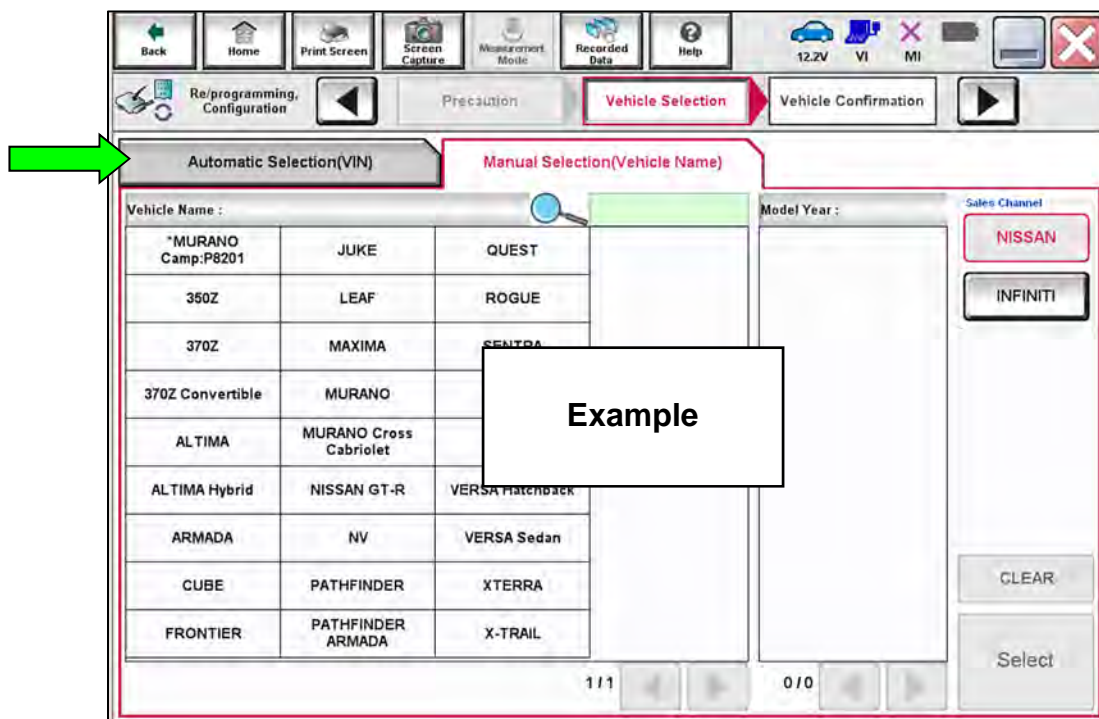 Back
Home
Print Screen
Screen
Capture
Measurement
Mode
Recorded
Data
Help
12.2V
VI
MI
Re/programming,
Configuration
Precaution
Vehicle Selection
Vehicle Confirmation
Automatic Selection(VIN)
Manual Selection(Vehicle Name)
Vehicle Name :
Model Year :
Sales Channel
*MURANO
Camp:P8201
JUKE
QUEST
NISSAN
350Z
LEAF
ROGUE
INFINITI
370Z
MAXIMA
SENTRA
370Z Convertible
MURANO
Example
ALTIMA
MURANO Cross
Cabriolet
ALTIMA Hybrid
NISSAN GT-R
VERSA Hatchback
ARMADA
NV
VERSA Sedan
CUBE
PATHFINDER
XTERRA
CLEAR
FRONTIER
PATHFINDER
ARMADA
X-TRAIL
Select
1/1
0/0